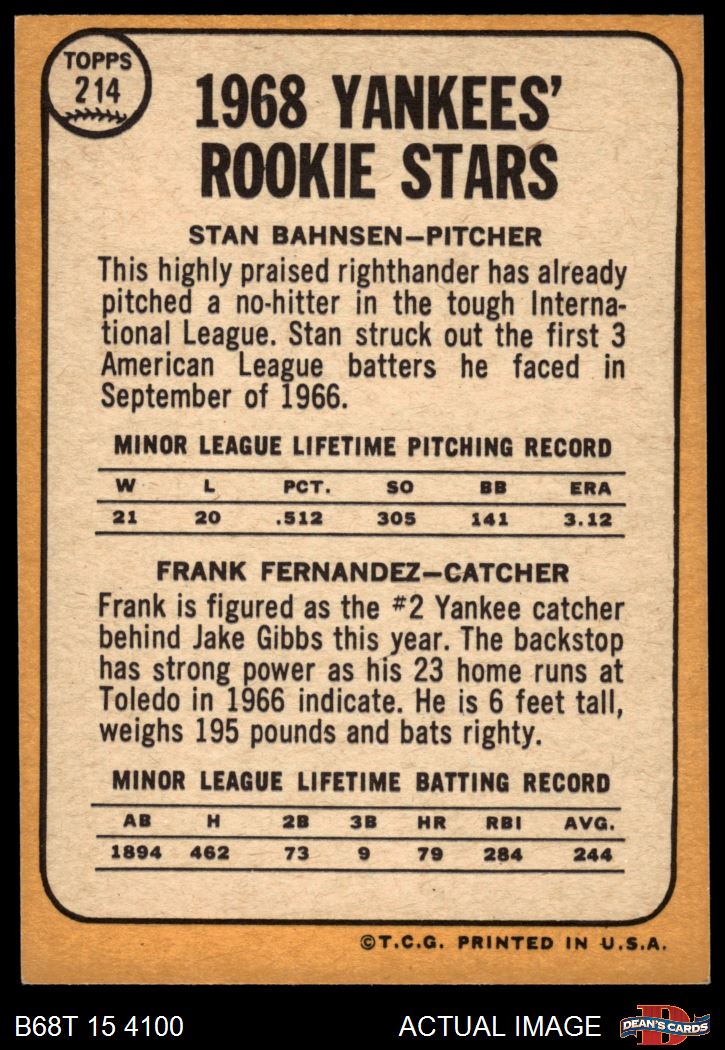 TOPPS
214
1968 YANKEES'
ROOKIE STARS
STAN BAHNSEN—PITCHER
This highly praised righthander has already
pitched a no-hitter in the tough Interna-
tional League. Stan struck out the first 3
American League batters he faced in
September of 1966.
MINOR LEAGUE LIFETIME PITCHING RECORD
W L PCT. SO BB ERA
21 20 .512 305 141 3.12
FRANK FERNANDEZ—CATCHER
Frank is figured as the #2 Yankee catcher
behind Jake Gibbs this year. The backstop
has strong power as his 23 home runs at
Toledo in 1966 indicate. He is 6 feet tall,
weighs 195 pounds and bats righty.
MINOR LEAGUE LIFETIME BATTING RECORD
AB H 2B 3B HR RBI AVG.
1894 462 73 9 79 284 244
©T.C.G. PRINTED IN U.S.A.
B68T 15 4100 ACTUAL IMAGE D DEAN'S CARDS